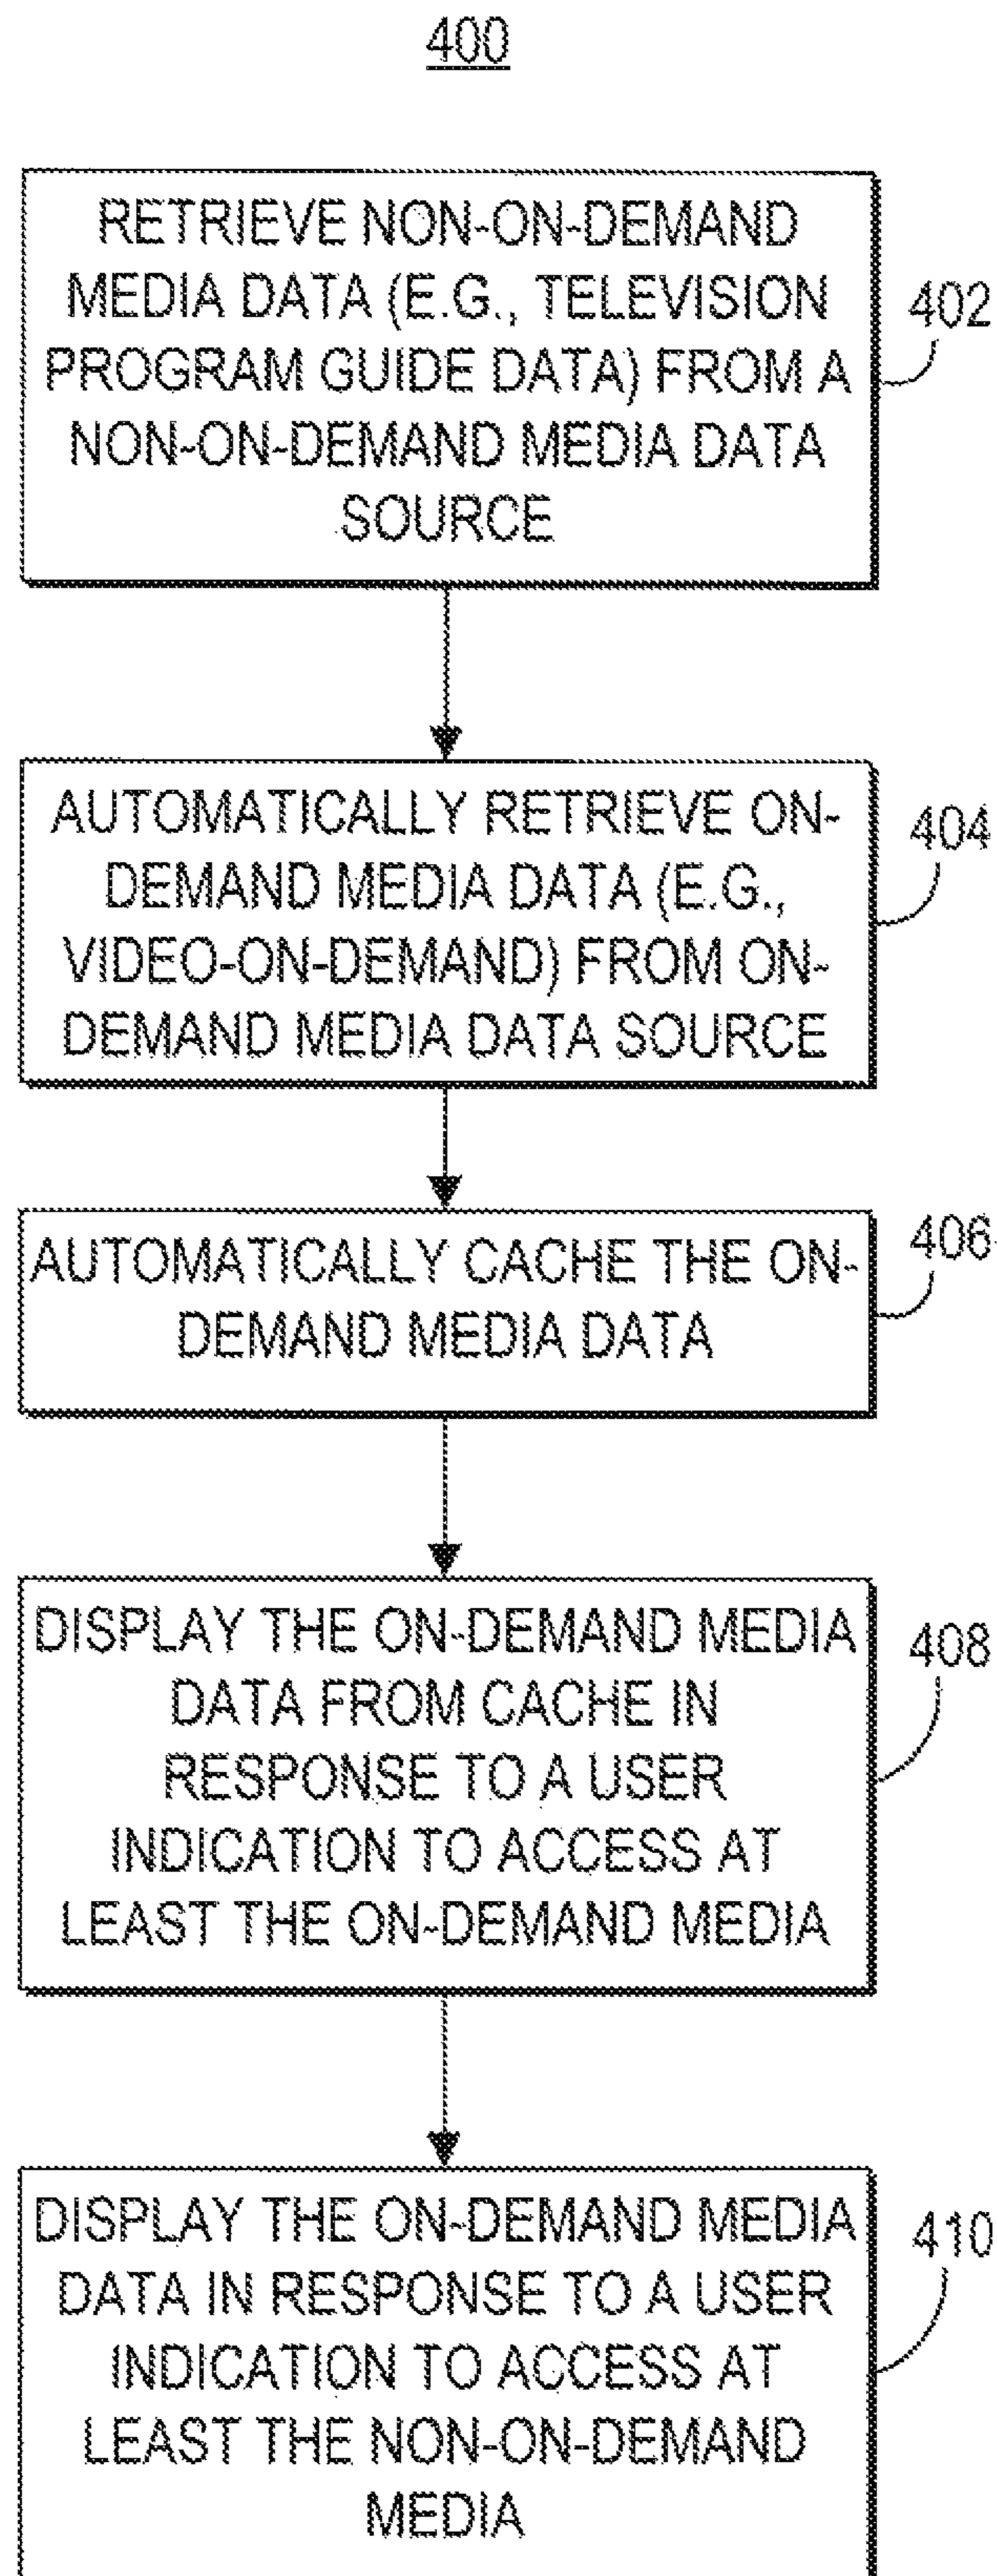 400
RETRIEVE NON-ON-DEMAND
MEDIA DATA (E.G., TELEVISION
PROGRAM GUIDE DATA) FROM A
NON-ON-DEMAND MEDIA DATA
SOURCE
402
AUTOMATICALLY RETRIEVE ON-
DEMAND MEDIA DATA (E.G.,
VIDEO-ON-DEMAND) FROM ON-
DEMAND MEDIA DATA SOURCE
404
AUTOMATICALLY CACHE THE ON-
DEMAND MEDIA DATA
406
DISPLAY THE ON-DEMAND MEDIA
DATA FROM CACHE IN
RESPONSE TO A USER
INDICATION TO ACCESS AT
LEAST THE ON-DEMAND MEDIA
408
DISPLAY THE ON-DEMAND MEDIA
DATA IN RESPONSE TO A USER
INDICATION TO ACCESS AT
LEAST THE NON-ON-DEMAND
MEDIA
410